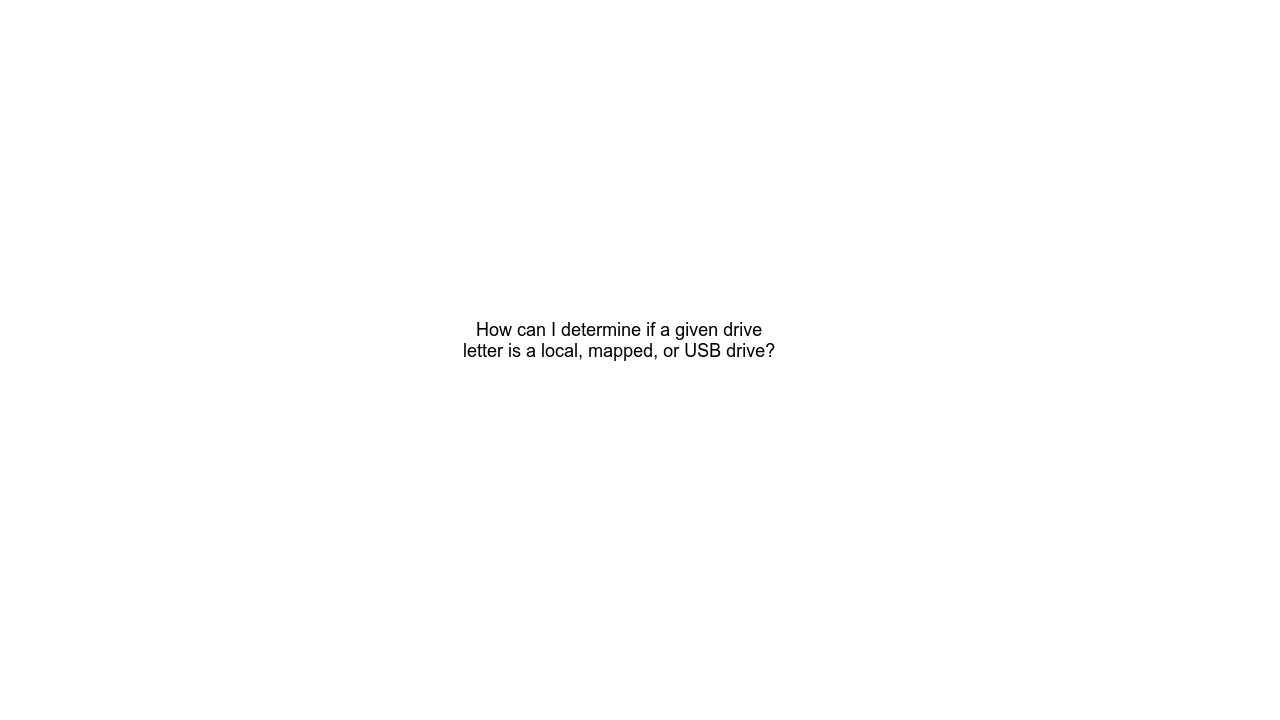 How can I determine if a given drive
letter is a local, mapped, or USB drive?